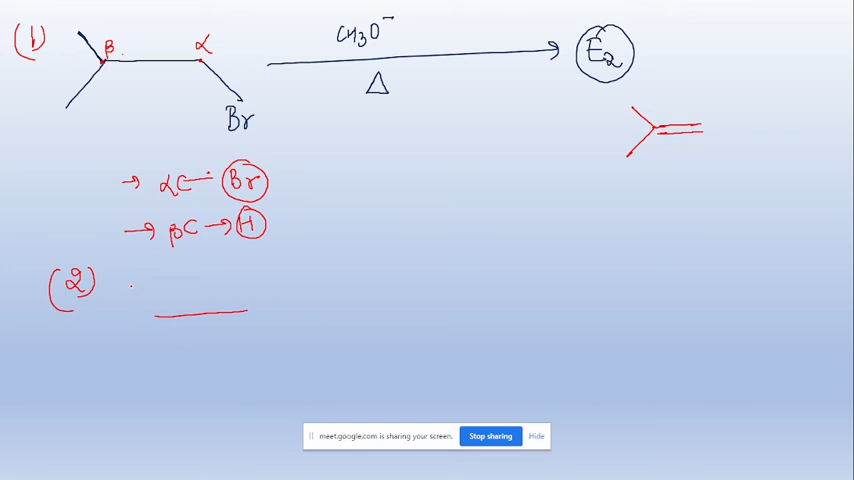 (1)
β
α
Br
CH3O⁻
Δ
E2
→ αC — Br
→ βC → H
(2)
meet.google.com is sharing your screen.
Stop sharing
Hide